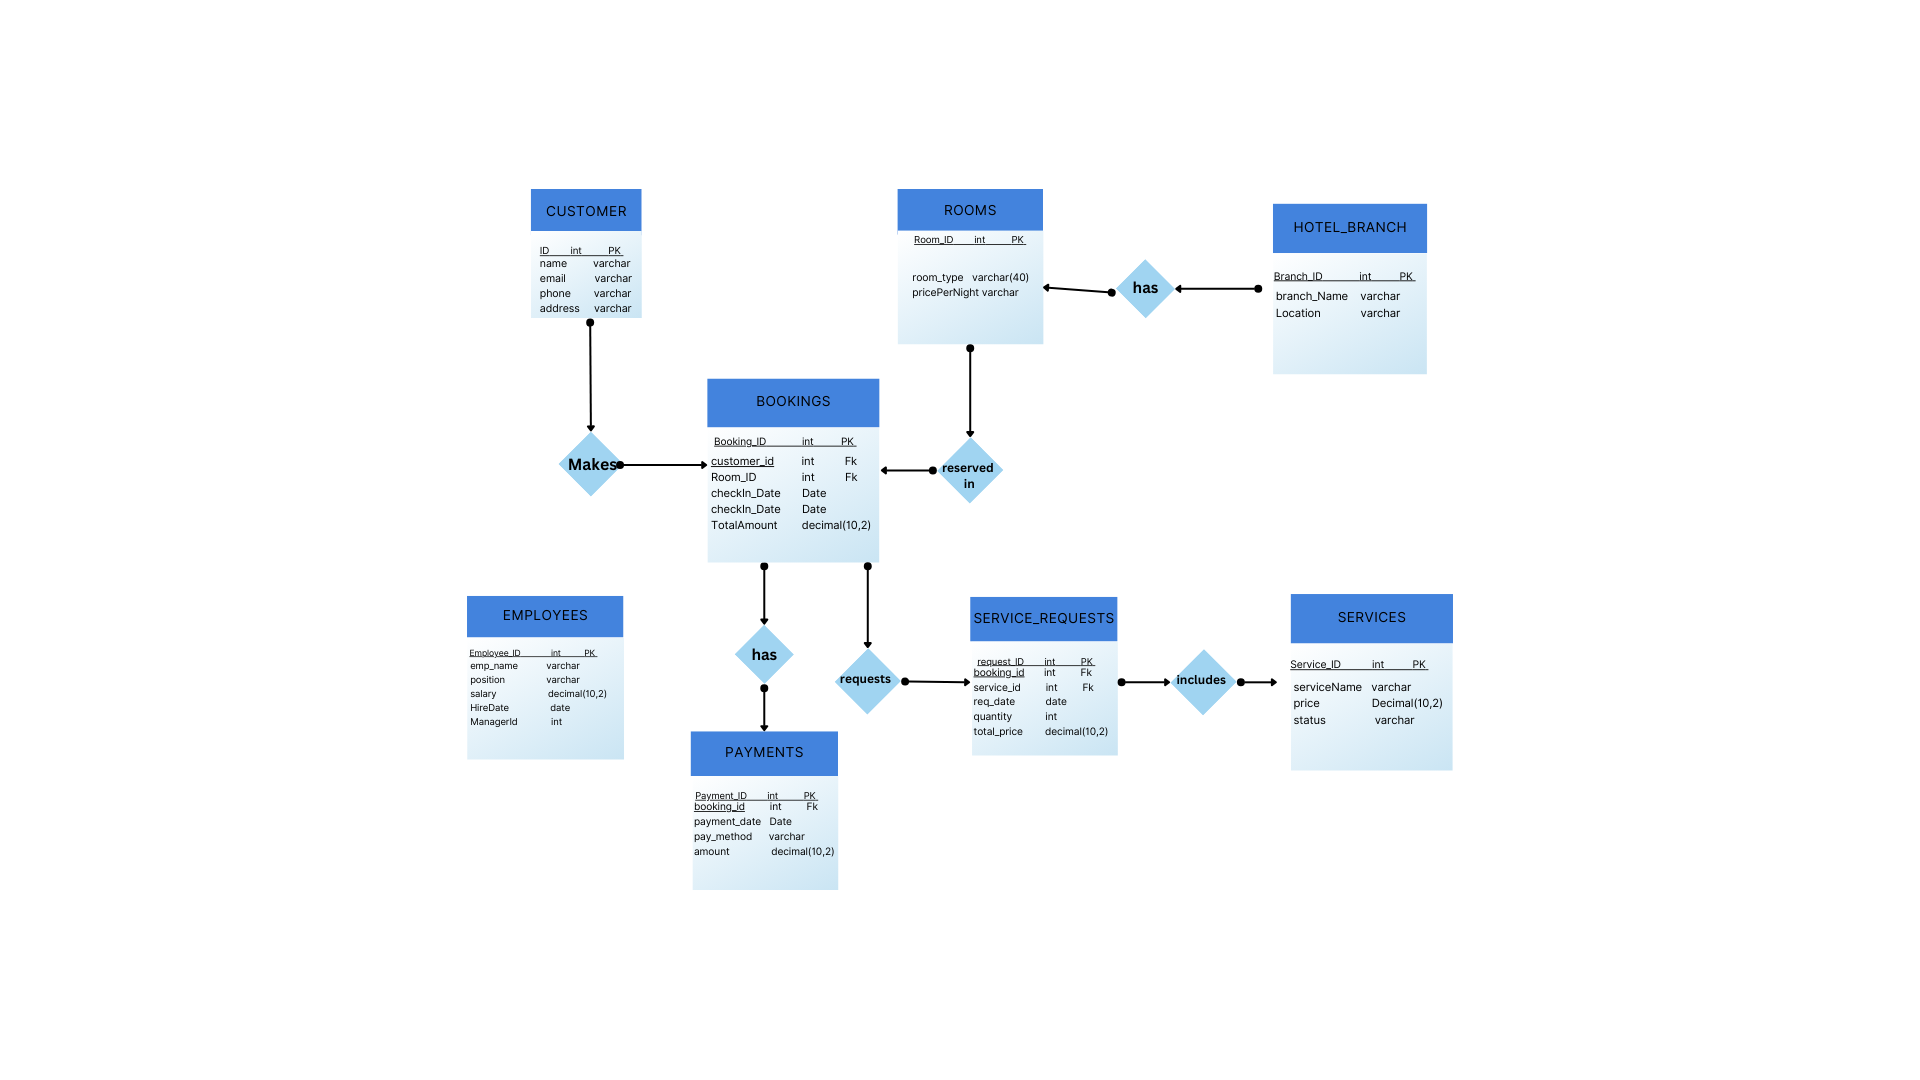 CUSTOMER
ID int PK
name varchar
email varchar
phone varchar
address varchar
ROOMS
Room_ID int PK
room_type varchar(40)
pricePerNight varchar
has
HOTEL_BRANCH
Branch_ID int PK
branch_Name varchar
Location varchar
BOOKINGS
Booking_ID int PK
customer_id int Fk
Room_ID int Fk
checkIn_Date Date
checkIn_Date Date
TotalAmount decimal(10,2)
Makes
reserved
in
EMPLOYEES
Employee_ID int PK
emp_name varchar
position varchar
salary decimal(10,2)
HireDate date
ManagerId int
has
requests
SERVICE_REQUESTS
request_ID int PK
booking_id int Fk
service_id int Fk
req_date date
quantity int
total_price decimal(10,2)
includes
SERVICES
Service_ID int PK
serviceName varchar
price Decimal(10,2)
status varchar
PAYMENTS
Payment_ID int PK
booking_id int Fk
payment_date Date
pay_method varchar
amount decimal(10,2)